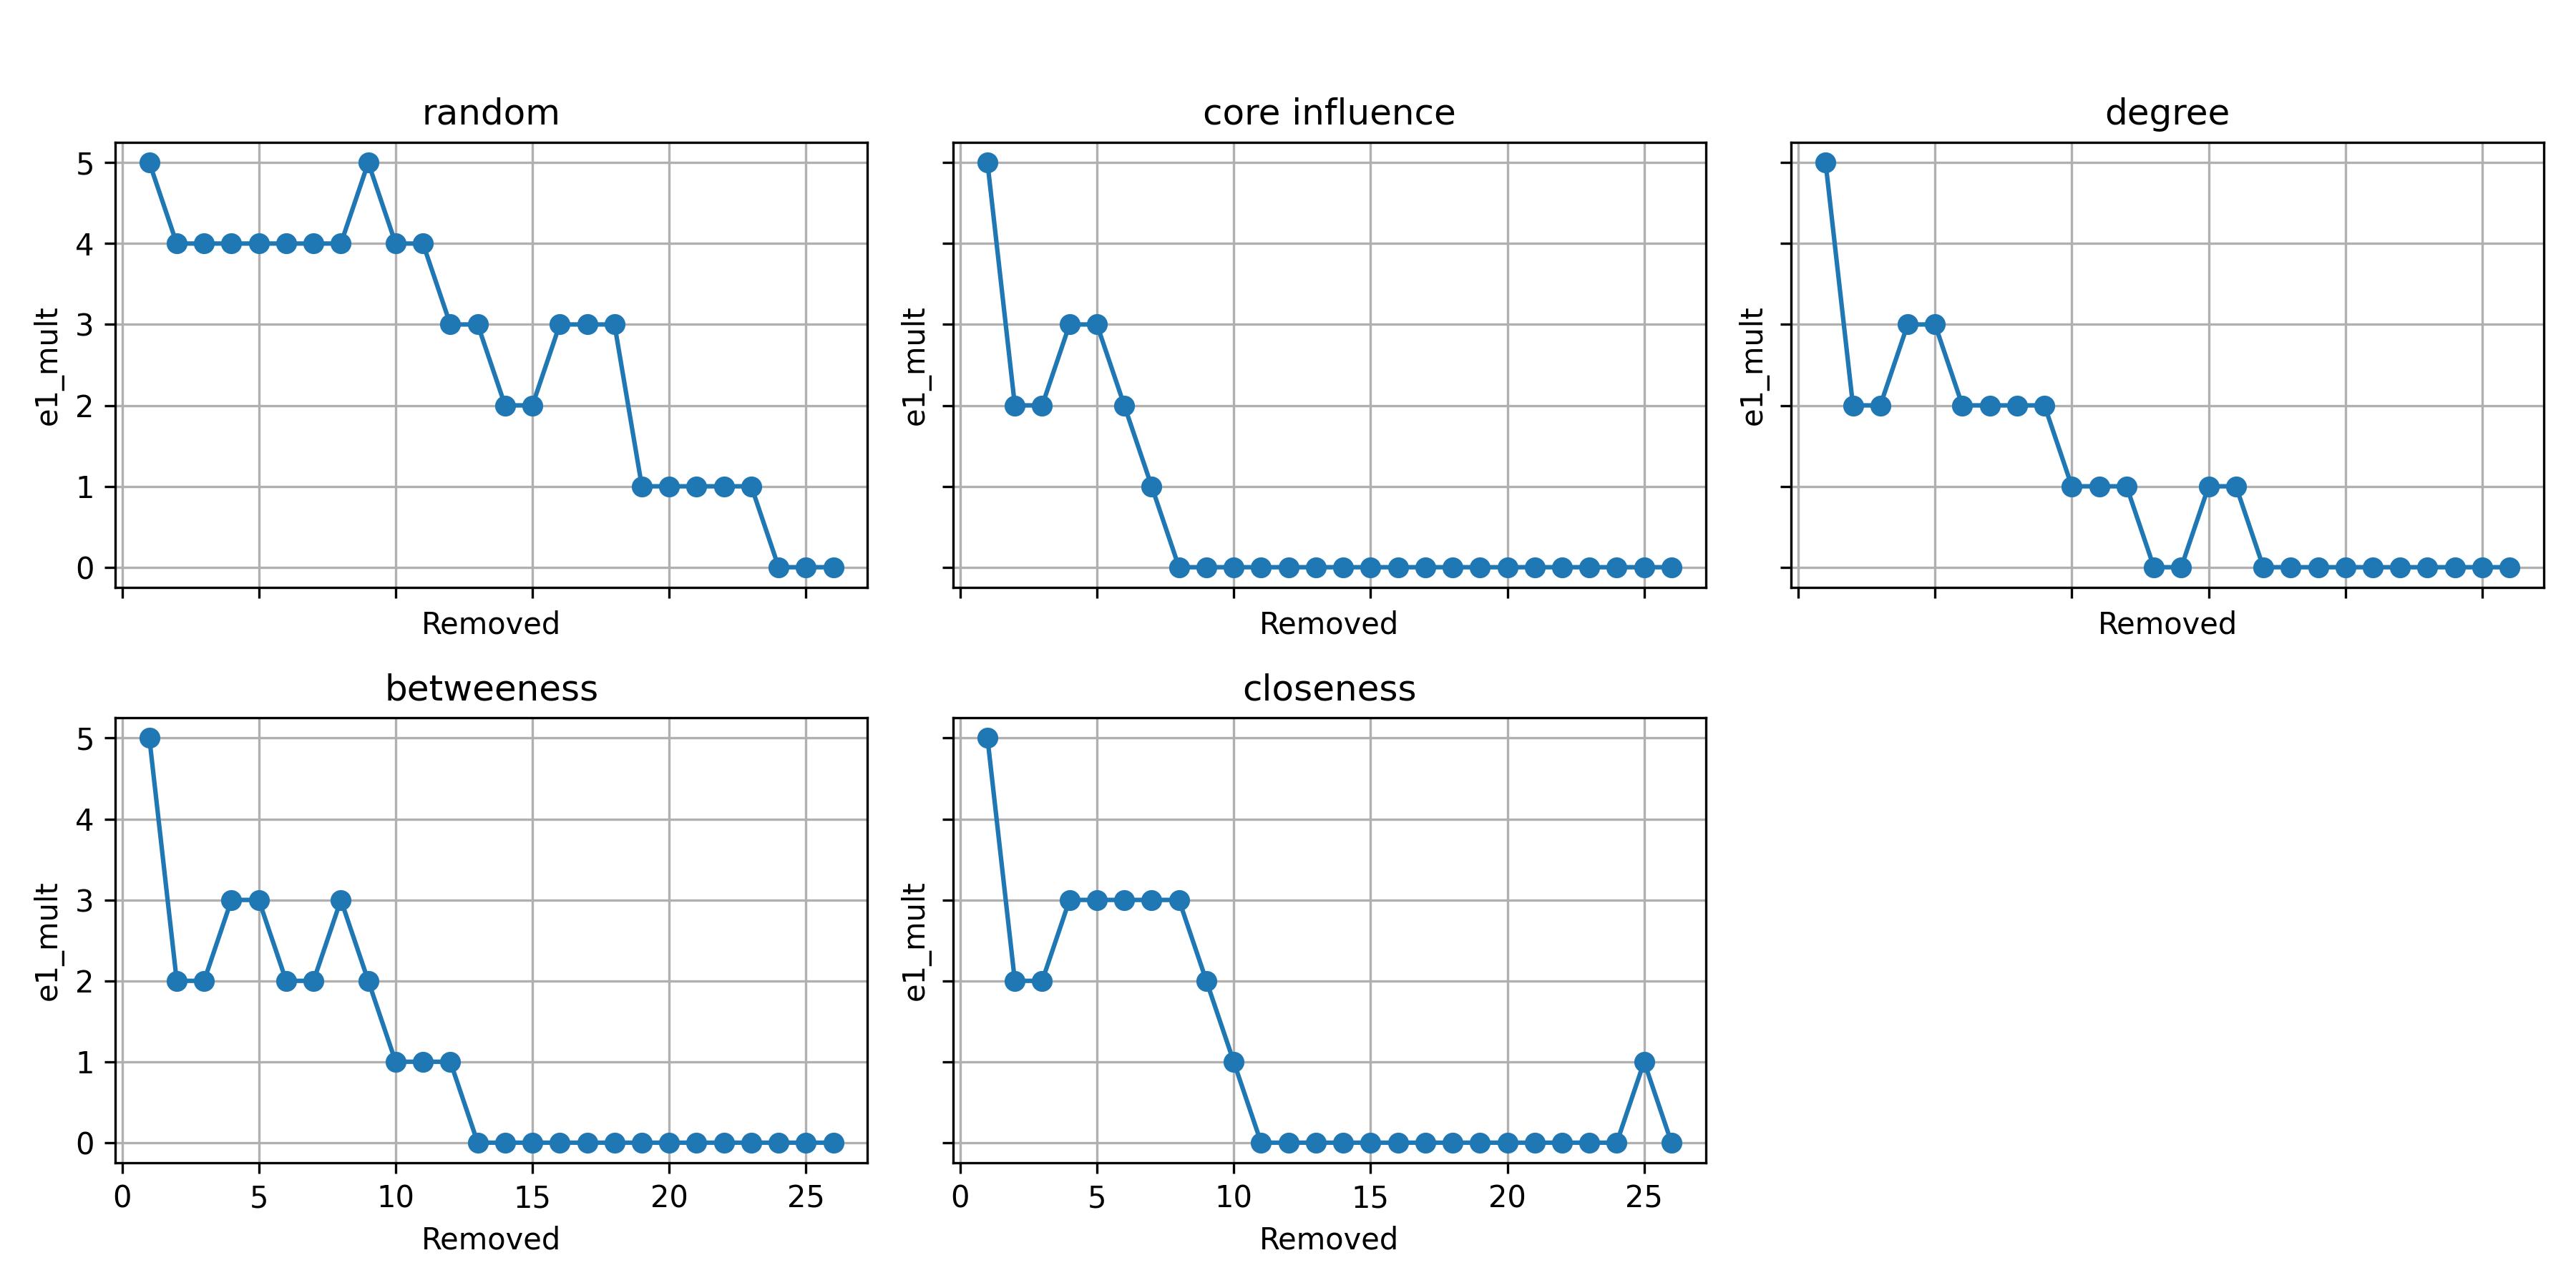 random
5
4
3
2
1
0
e1_mult
Removed
core influence
e1_mult
Removed
degree
e1_mult
Removed
betweeness
5
4
3
2
1
0
e1_mult
0 5 10 15 20 25
Removed
closeness
e1_mult
0 5 10 15 20 25
Removed